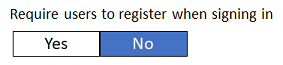 Require users to register when signing in
Yes No